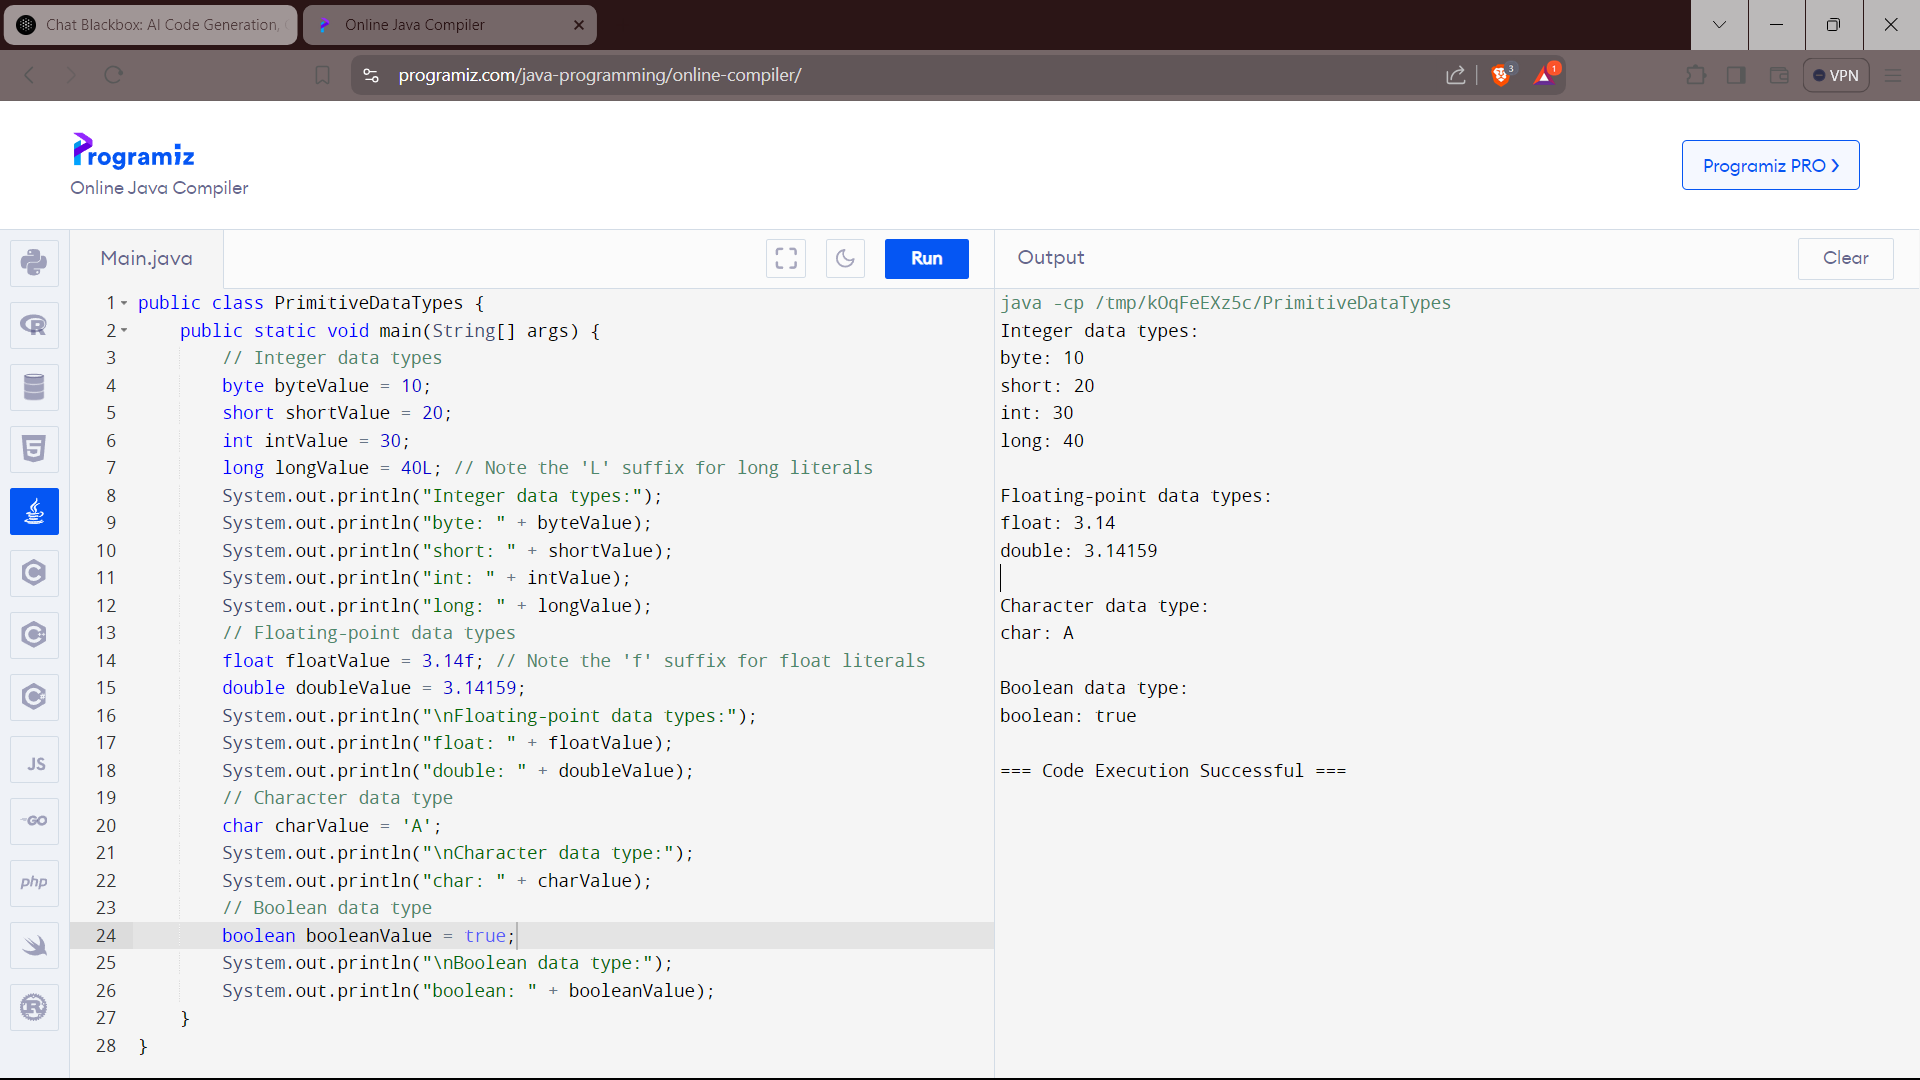 Chat Blackbox: AI Code Generation,
Online Java Compiler
programiz.com/java-programming/online-compiler/
3
1
VPN
Programiz
Online Java Compiler
Programiz PRO
Main.java
Run
Output
Clear
1 public class PrimitiveDataTypes {
2 public static void main(String[] args) {
3 // Integer data types
4 byte byteValue = 10;
5 short shortValue = 20;
6 int intValue = 30;
7 long longValue = 40L; // Note the 'L' suffix for long literals
8 System.out.println("Integer data types:");
9 System.out.println("byte: " + byteValue);
10 System.out.println("short: " + shortValue);
11 System.out.println("int: " + intValue);
12 System.out.println("long: " + longValue);
13 // Floating-point data types
14 float floatValue = 3.14f; // Note the 'f' suffix for float literals
15 double doubleValue = 3.14159;
16 System.out.println("\nFloating-point data types:");
17 System.out.println("float: " + floatValue);
18 System.out.println("double: " + doubleValue);
19 // Character data type
20 char charValue = 'A';
21 System.out.println("\nCharacter data type:");
22 System.out.println("char: " + charValue);
23 // Boolean data type
24 boolean booleanValue = true;
25 System.out.println("\nBoolean data type:");
26 System.out.println("boolean: " + booleanValue);
27 }
28 }
java -cp /tmp/kOqFeEXz5c/PrimitiveDataTypes
Integer data types:
byte: 10
short: 20
int: 30
long: 40
Floating-point data types:
float: 3.14
double: 3.14159
Character data type:
char: A
Boolean data type:
boolean: true
=== Code Execution Successful ===
R
5
C
C
C
JS
GO
php
R